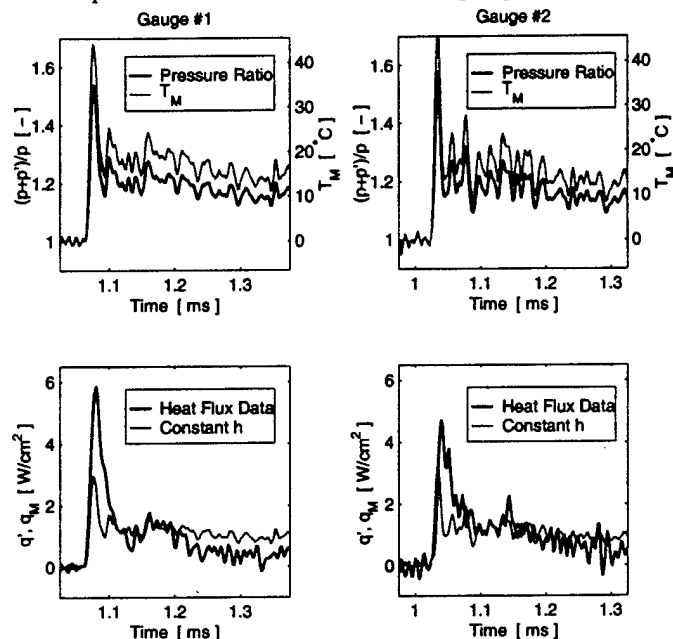 Gauge #1
Gauge #2
1.6
1.4
1.2
1
40
30
20
10
0
Pressure Ratio
T_M
(p+p')/p [ - ]
T_M [ °C ]
1.1 1.2 1.3
Time [ ms ]
1.6
1.4
1.2
1
40
30
20
10
0
Pressure Ratio
T_M
(p+p')/p [ - ]
T_M [ °C ]
1 1.1 1.2 1.3
Time [ ms ]
6
4
2
0
Heat Flux Data
Constant h
q', q_M [ W/cm² ]
1.1 1.2 1.3
Time [ ms ]
6
4
2
0
Heat Flux Data
Constant h
q', q_M [ W/cm² ]
1 1.1 1.2 1.3
Time [ ms ]